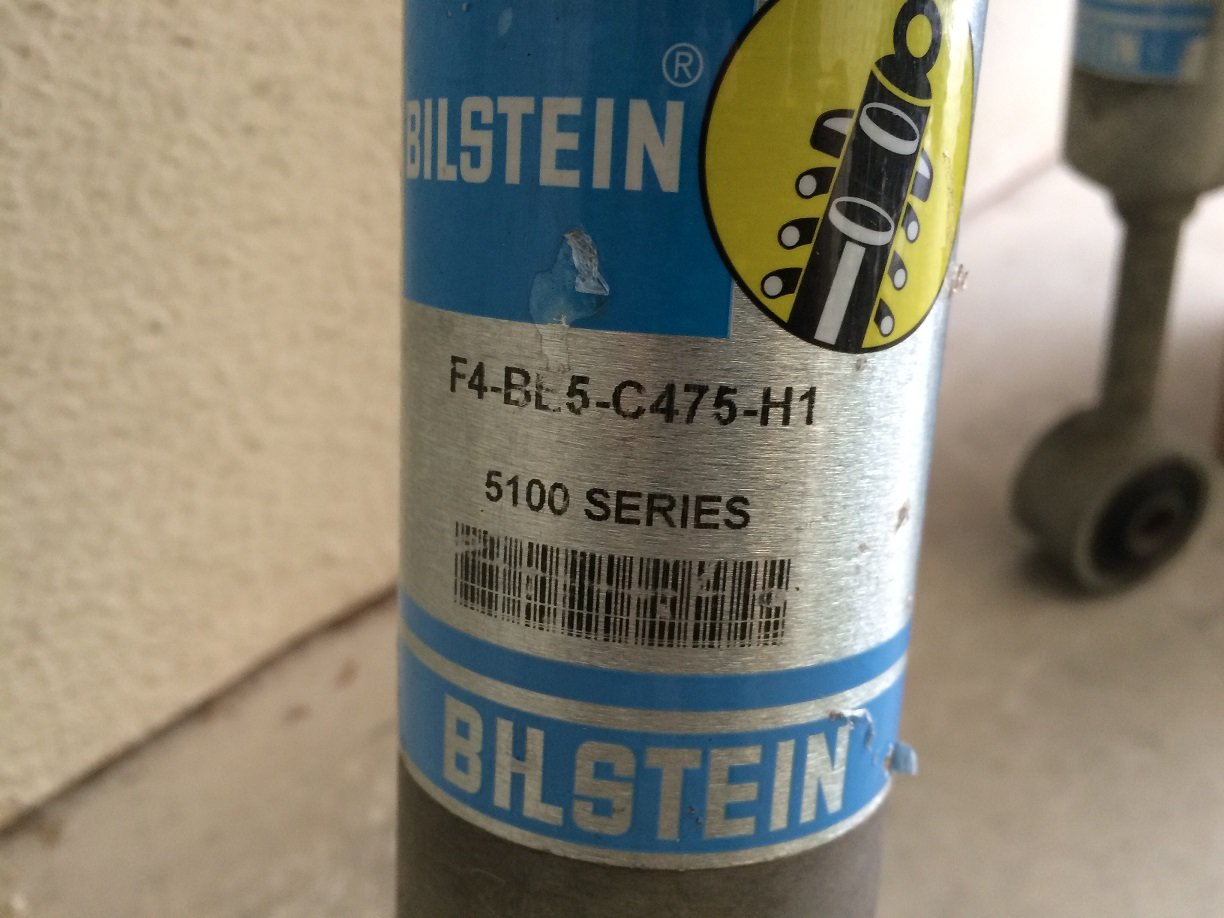 ®
BILSTEIN
F4-BE5-C475-H1
5100 SERIES
BILSTEIN